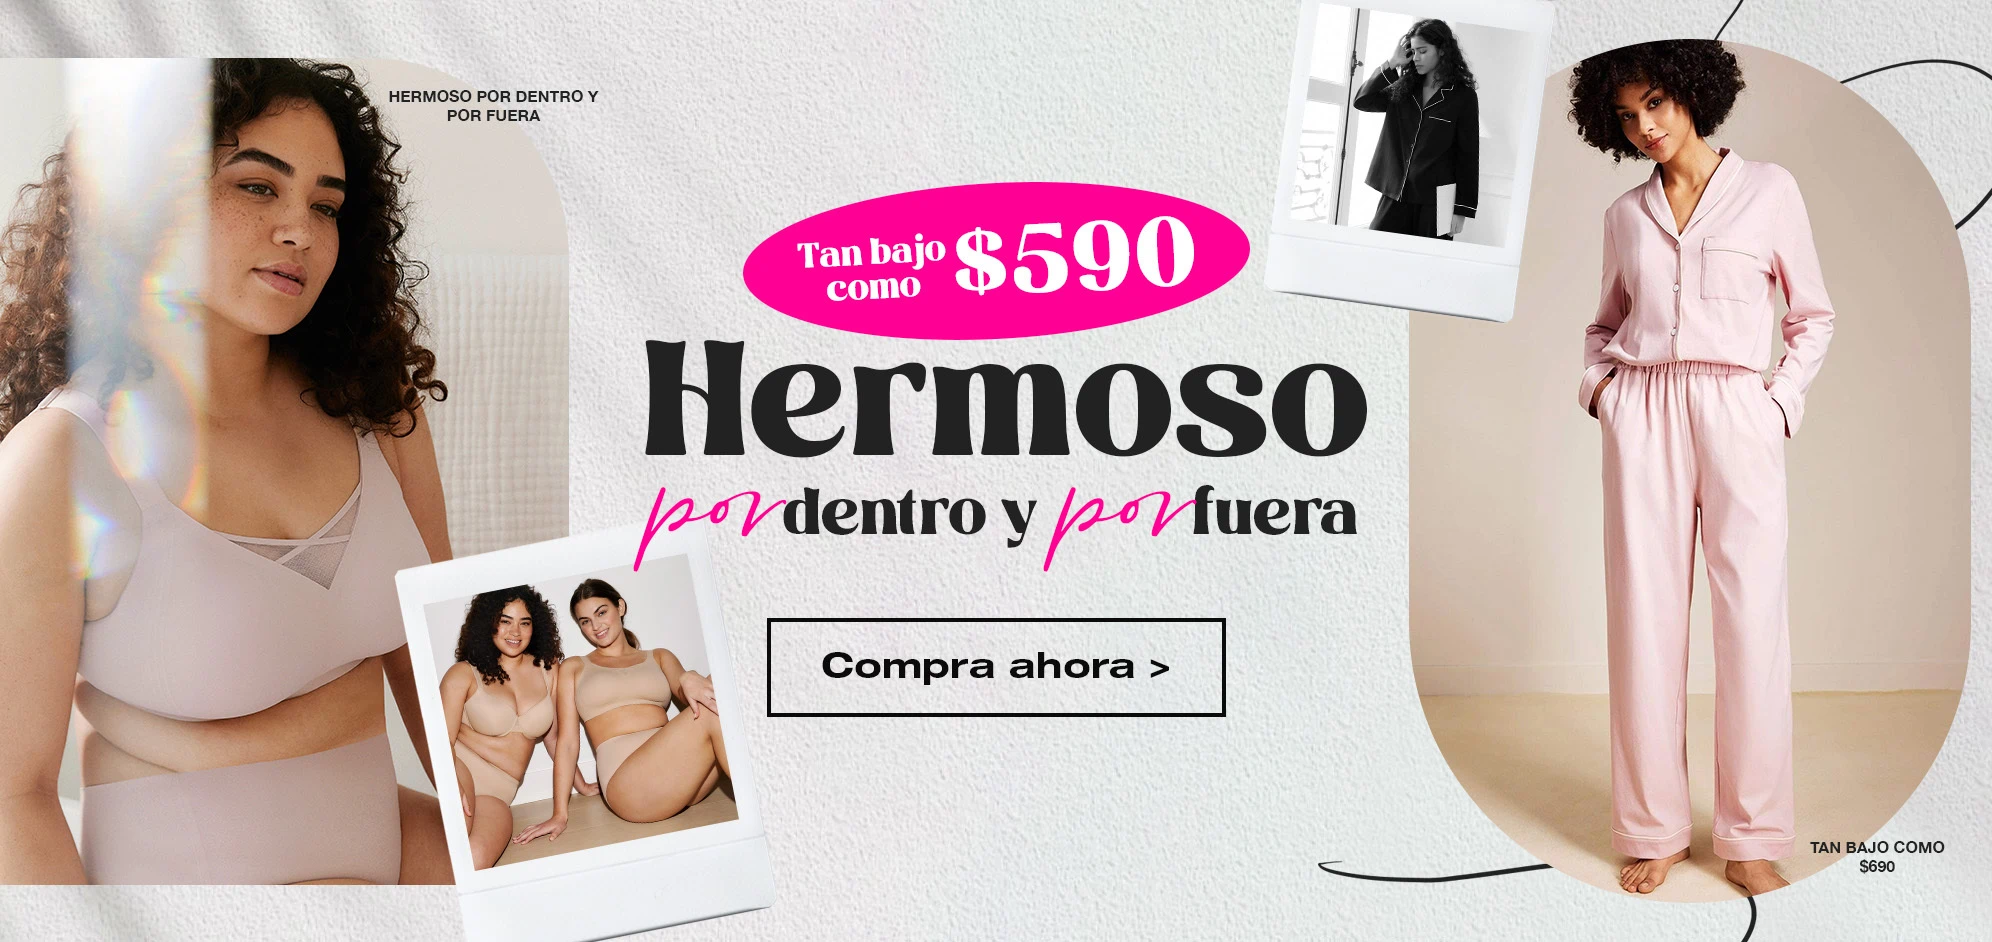 HERMOSO POR DENTRO Y
POR FUERA
Tan bajo
como $590
Hermoso
por dentro y por fuera
Compra ahora >
TAN BAJO COMO
$690